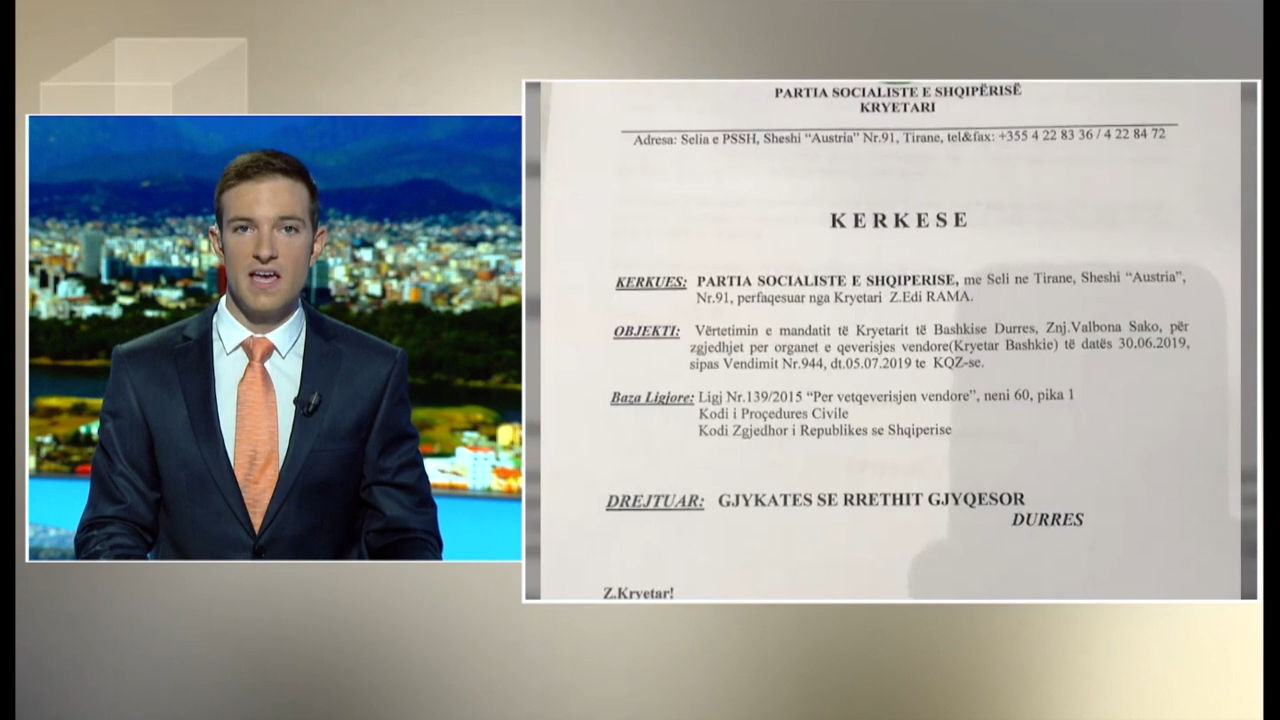 PARTIA SOCIALISTE E SHQIPËRISË
KRYETARI
Adresa: Selia e PSSH, Sheshi “Austria” Nr.91, Tirane, tel&fax: +355 4 22 83 36 / 4 22 84 72
KERKESE
KERKUES: PARTIA SOCIALISTE E SHQIPERISE, me Seli ne Tirane, Sheshi “Austria”,
Nr.91, perfaqesuar nga Kryetari Z.Edi RAMA.
OBJEKTI: Vërtetimin e mandatit të Kryetarit të Bashkise Durres, Znj.Valbona Sako, për
zgjedhjet per organet e qeverisjes vendore(Kryetar Bashkie) të datës 30.06.2019,
sipas Vendimit Nr.944, dt.05.07.2019 te KQZ-se.
Baza Ligjore: Ligj Nr.139/2015 “Per vetqeverisjen vendore”, neni 60, pika 1
Kodi i Proçedures Civile
Kodi Zgjedhor i Republikes se Shqiperise
DREJTUAR: GJYKATES SE RRETHIT GJYQESOR
DURRES
Z.Kryetar!